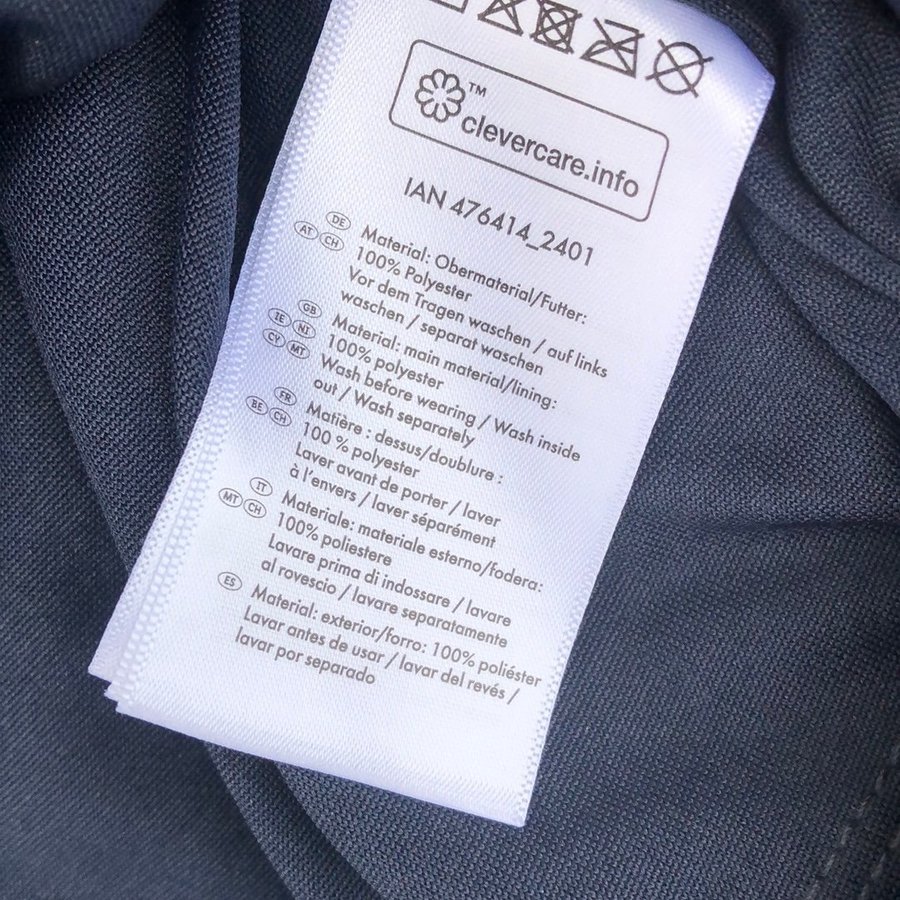 ™
clevercare.info
IAN 476414_2401
DE
AT CH
Material: Obermaterial/Futter:
100% Polyester
Vor dem Tragen waschen / auf links
waschen / separat waschen
GB
IE NI
CY MT
Material: main material/lining:
100% polyester
Wash before wearing / Wash inside
out / Wash separately
FR
BE CH
Matière : dessus/doublure :
100 % polyester
Laver avant de porter / laver
à l'envers / laver séparément
IT
MT CH
Materiale: materiale esterno/fodera:
100% poliestere
Lavare prima di indossare / lavare
al rovescio / lavare separatamente
ES
Material: exterior/forro: 100% poliéster
Lavar antes de usar / lavar del revés /
lavar por separado